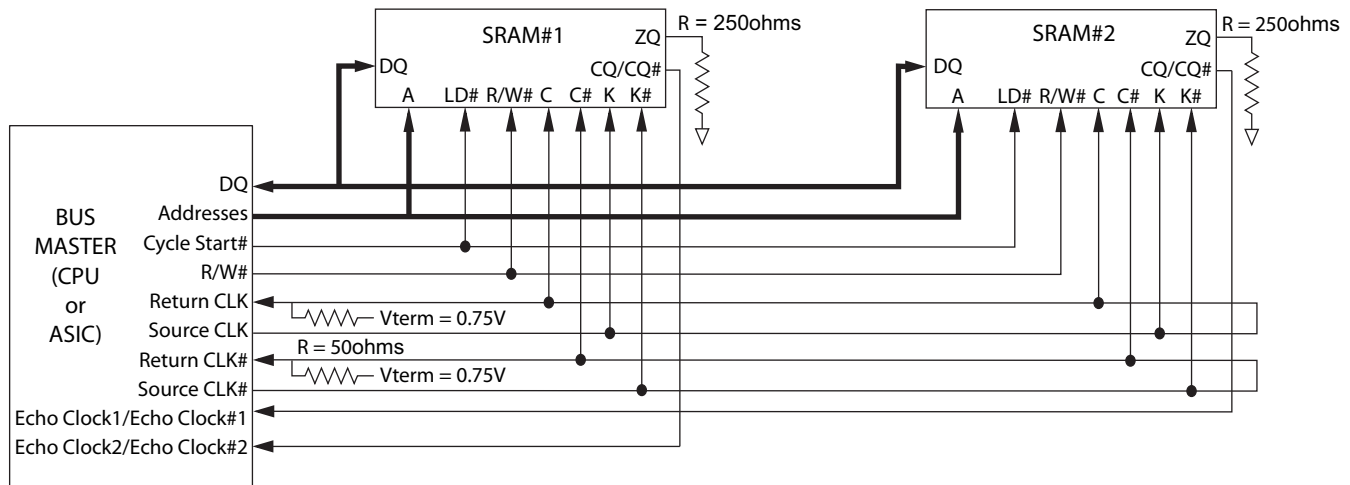 SRAM#1
ZQ
R = 250ohms
DQ
CQ/CQ#
A LD# R/W# C C# K K#
SRAM#2
ZQ
R = 250ohms
DQ
CQ/CQ#
A LD# R/W# C C# K K#
BUS
MASTER
(CPU
or
ASIC)
DQ
Addresses
Cycle Start#
R/W#
Return CLK
Vterm = 0.75V
Source CLK
R = 50ohms
Return CLK#
Vterm = 0.75V
Source CLK#
Echo Clock1/Echo Clock#1
Echo Clock2/Echo Clock#2